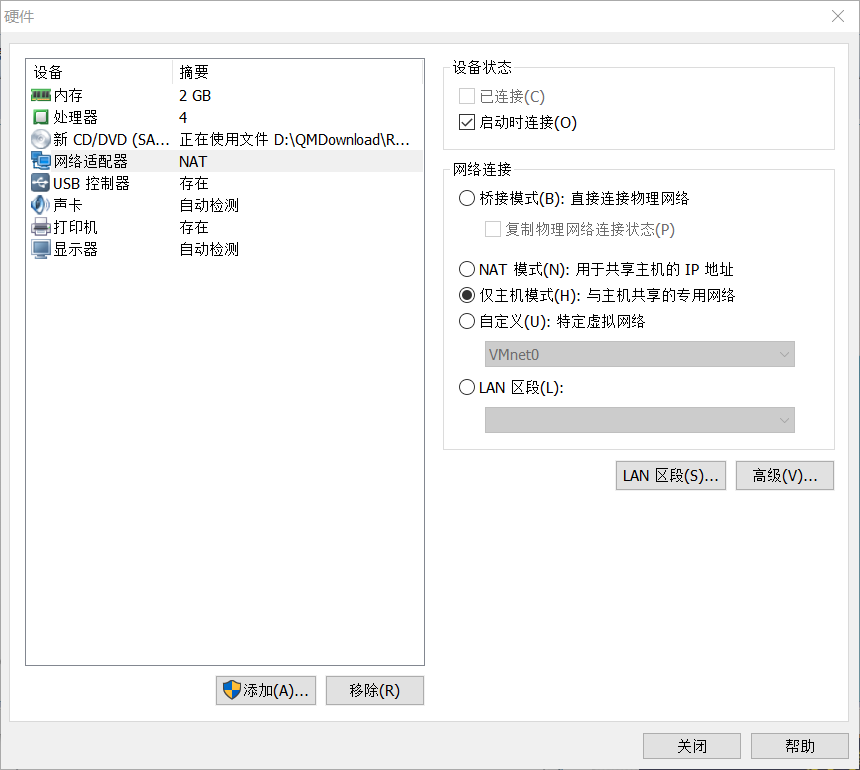 硬件
设备 摘要
内存 2 GB
处理器 4
新 CD/DVD (SA... 正在使用文件 D:\QMDownload\R...
网络适配器 NAT
USB 控制器 存在
声卡 自动检测
打印机 存在
显示器 自动检测
添加(A)...
移除(R)
设备状态
已连接(C)
启动时连接(O)
网络连接
桥接模式(B): 直接连接物理网络
复制物理网络连接状态(P)
NAT 模式(N): 用于共享主机的 IP 地址
仅主机模式(H): 与主机共享的专用网络
自定义(U): 特定虚拟网络
VMnet0
LAN 区段(L):
LAN 区段(S)...
高级(V)...
关闭
帮助